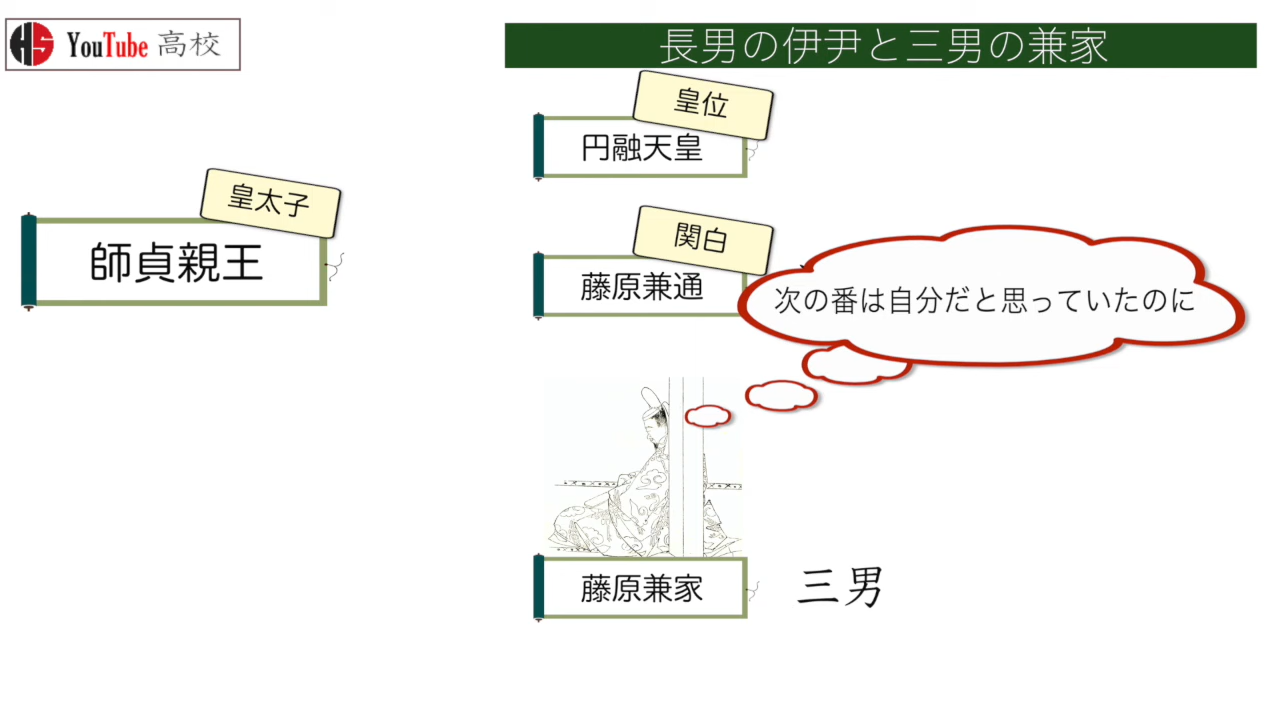 YouTube 高校
長男の伊尹と三男の兼家
皇位
円融天皇
皇太子
師貞親王
関白
藤原兼通
次の番は自分だと思っていたのに
藤原兼家
三男